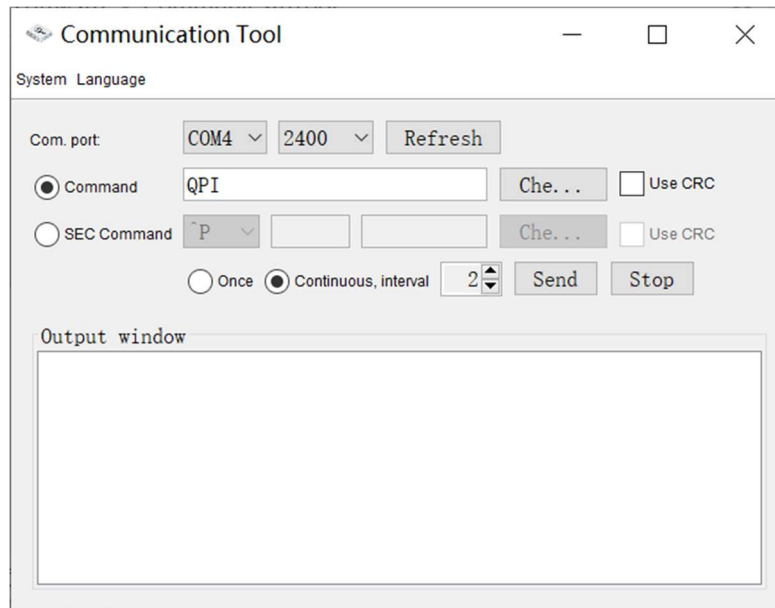 Communication Tool
System Language
Com. port: COM4 2400 Refresh
Command QPI Che... Use CRC
SEC Command ^P Che... Use CRC
Once Continuous, interval 2 Send Stop
Output window